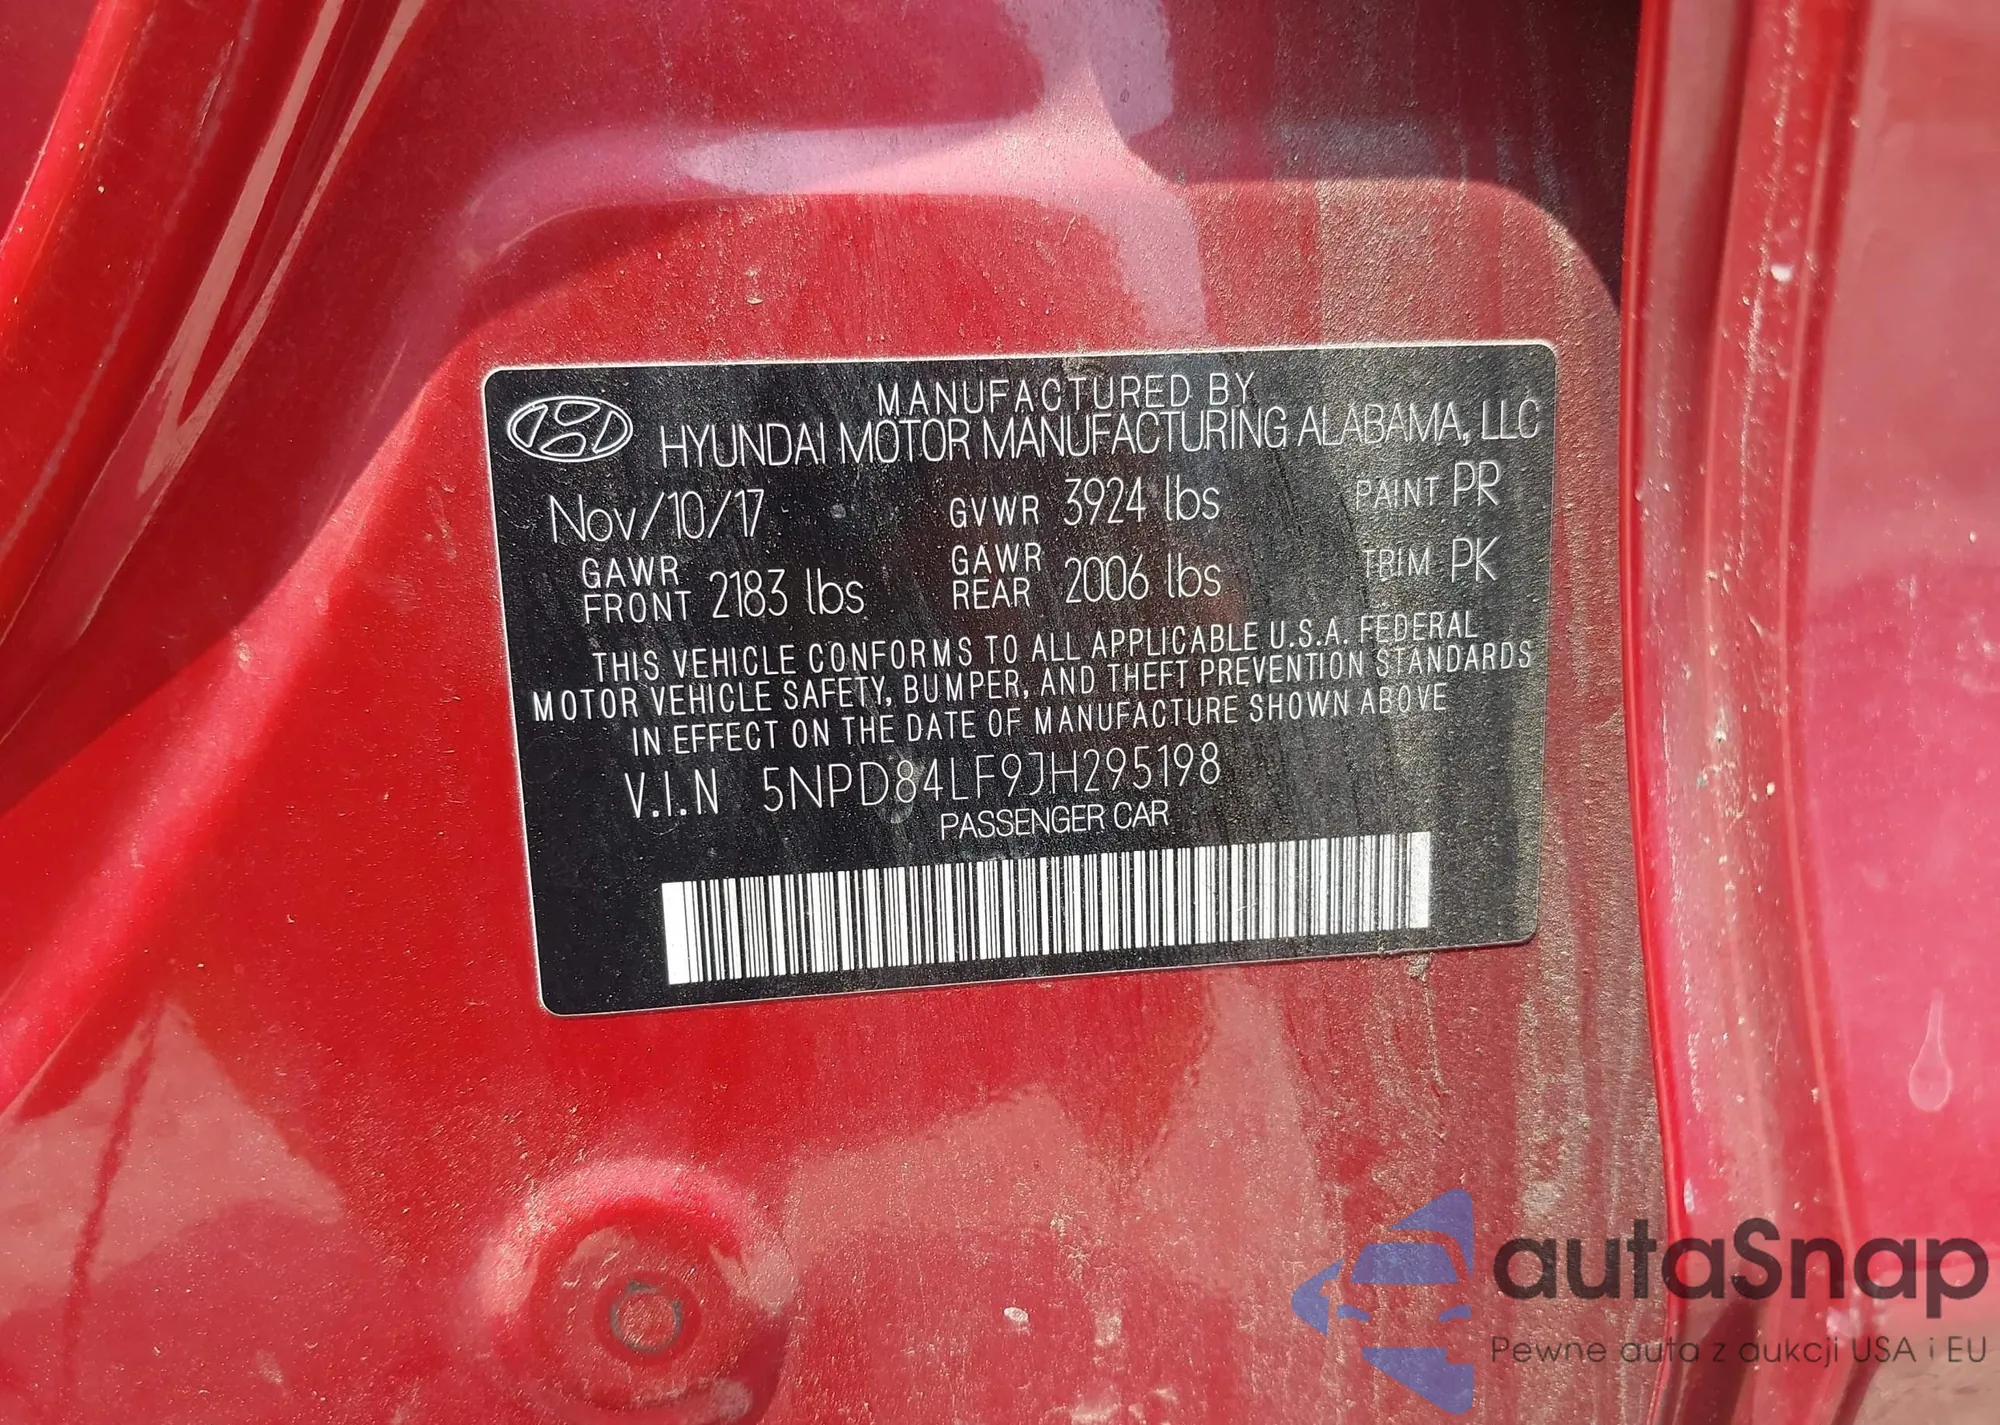 MANUFACTURED BY
HYUNDAI MOTOR MANUFACTURING ALABAMA, LLC
Nov/10/17 GVWR 3924 lbs PAINT PR
GAWR FRONT 2183 lbs GAWR REAR 2006 lbs TRIM PK
THIS VEHICLE CONFORMS TO ALL APPLICABLE U.S.A. FEDERAL
MOTOR VEHICLE SAFETY, BUMPER, AND THEFT PREVENTION STANDARDS
IN EFFECT ON THE DATE OF MANUFACTURE SHOWN ABOVE
V.I.N 5NPD84LF9JH295198
PASSENGER CAR
autaSnap
Pewne auta z aukcji USA i EU